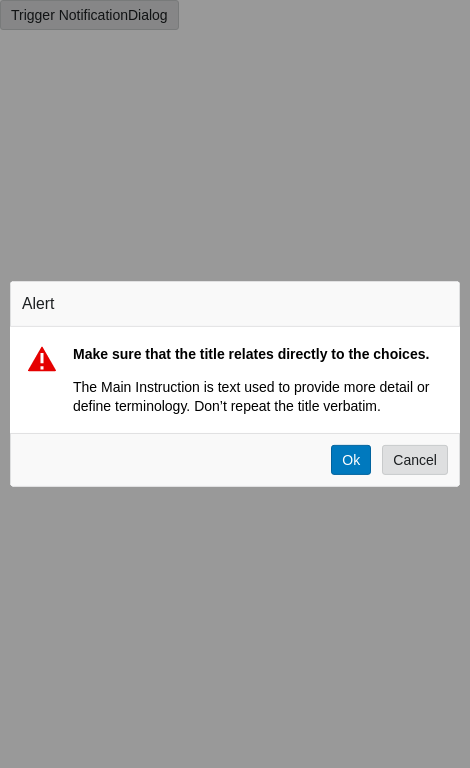 Trigger NotificationDialog
Alert
Make sure that the title relates directly to the choices.
The Main Instruction is text used to provide more detail or
define terminology. Don’t repeat the title verbatim.
Ok Cancel